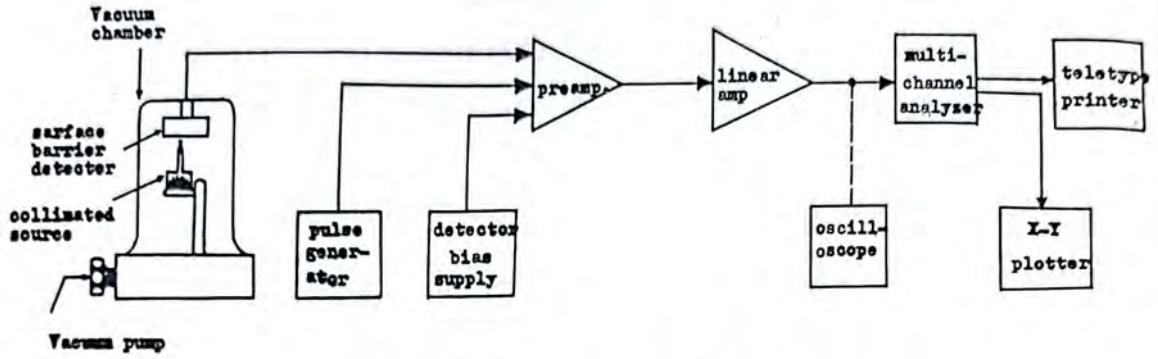 Vacuum
chamber
surface
barrier
detector
collimated
source
Vacuum pump
pulse
gener-
ator
detector
bias
supply
preamp.
linear
amp
oscill-
oscope
multi-
channel
analyzer
teletype
printer
X-Y
plotter